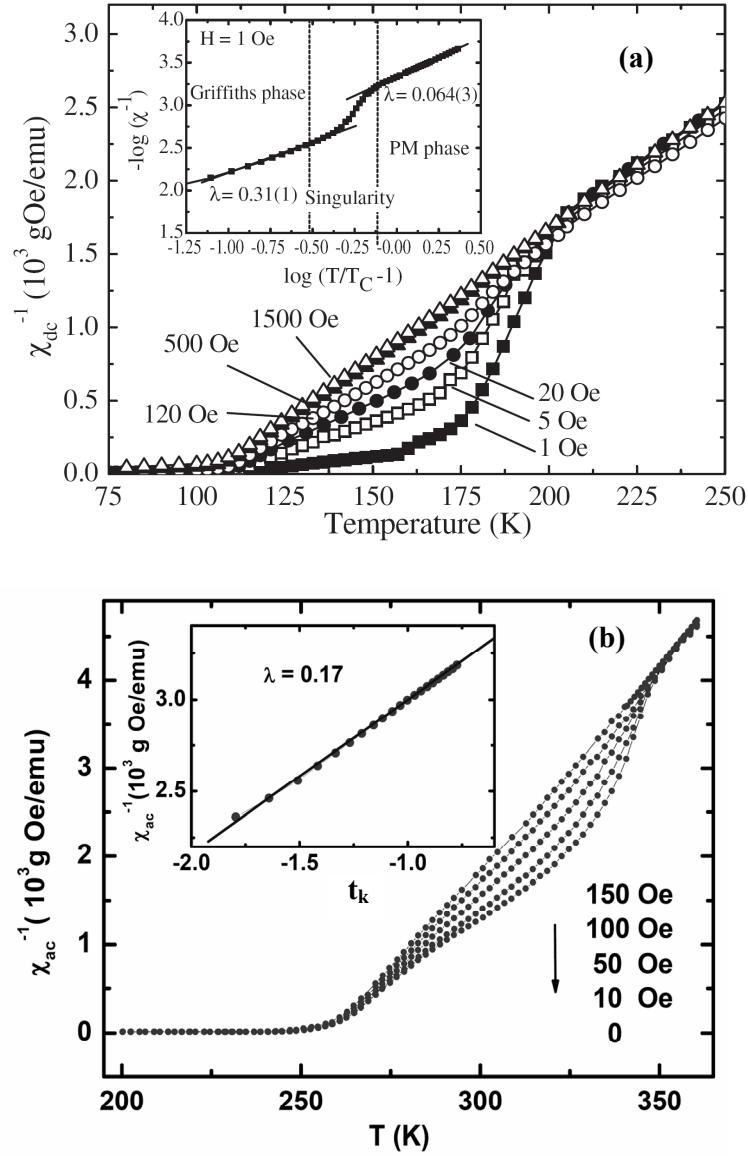 (a)
H = 1 Oe
Griffiths phase
λ = 0.064(3)
PM phase
λ = 0.31(1) Singularity
-log (χ⁻¹)
4.0
3.5
3.0
2.5
2.0
1.5
-1.25 -1.00 -0.75 -0.50 -0.25 -0.00 0.25 0.50
log (T/T_C -1)
χ_dc⁻¹ (10³ gOe/emu)
3.0
2.5
2.0
1.5
1.0
0.5
0.0
1500 Oe
500 Oe
120 Oe
20 Oe
5 Oe
1 Oe
75 100 125 150 175 200 225 250
Temperature (K)
(b)
λ = 0.17
χ_ac⁻¹(10³ g Oe/emu)
3.0
2.5
-2.0 -1.5 -1.0
t_k
χ_ac⁻¹( 10³g Oe/emu)
4
3
2
1
0
150 Oe
100 Oe
50 Oe
10 Oe
0
200 250 300 350
T (K)